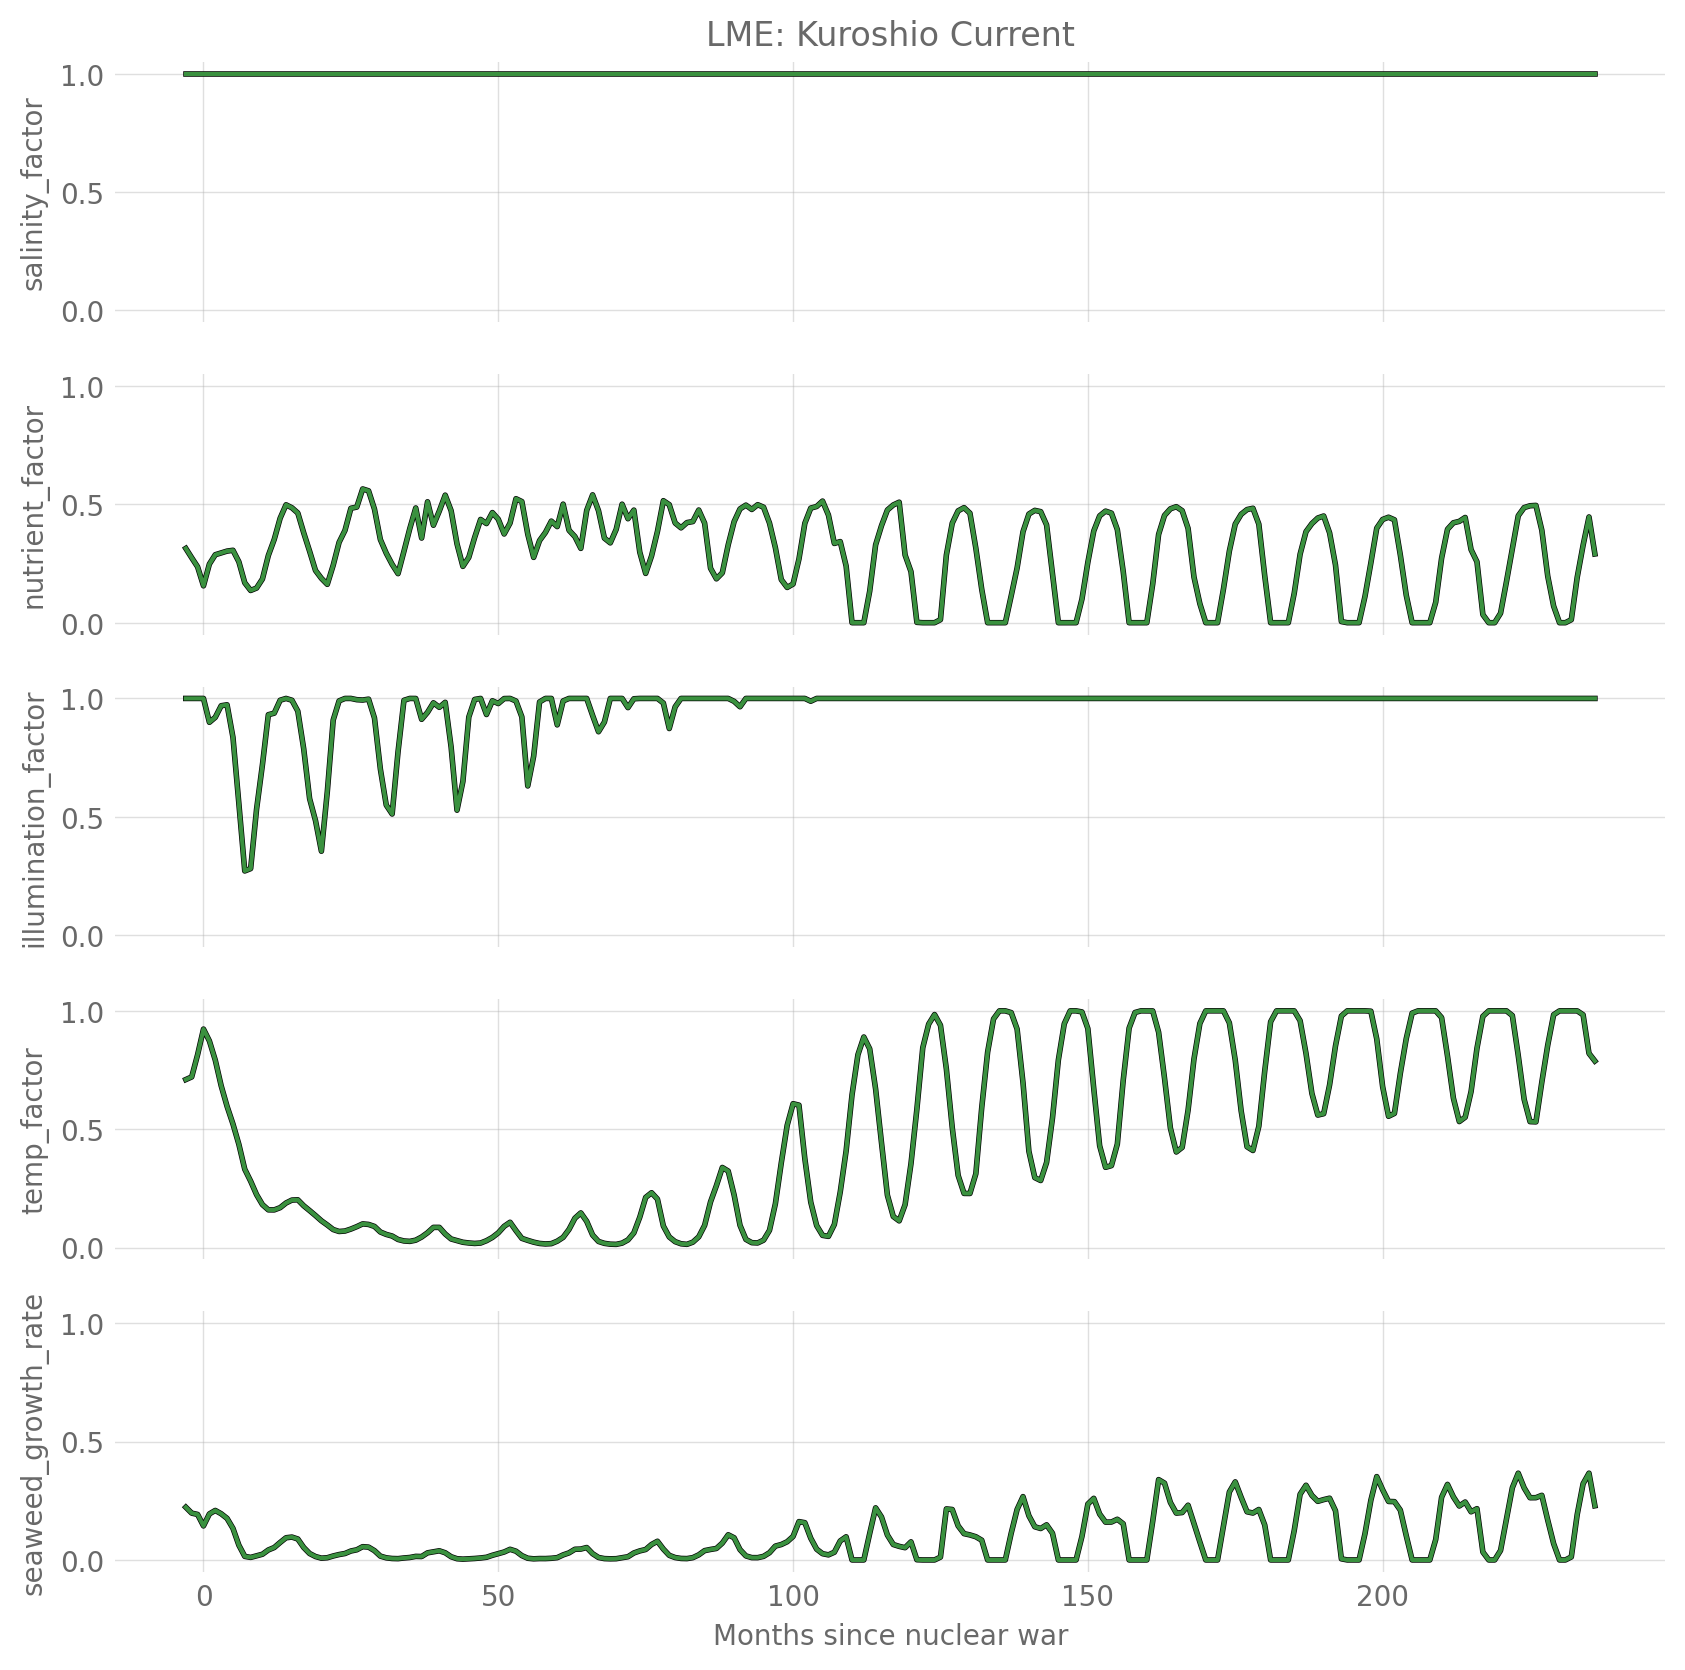 LME: Kuroshio Current
salinity_factor
1.0
0.5
0.0
nutrient_factor
1.0
0.5
0.0
illumination_factor
1.0
0.5
0.0
temp_factor
1.0
0.5
0.0
seaweed_growth_rate
1.0
0.5
0.0
0 50 100 150 200
Months since nuclear war